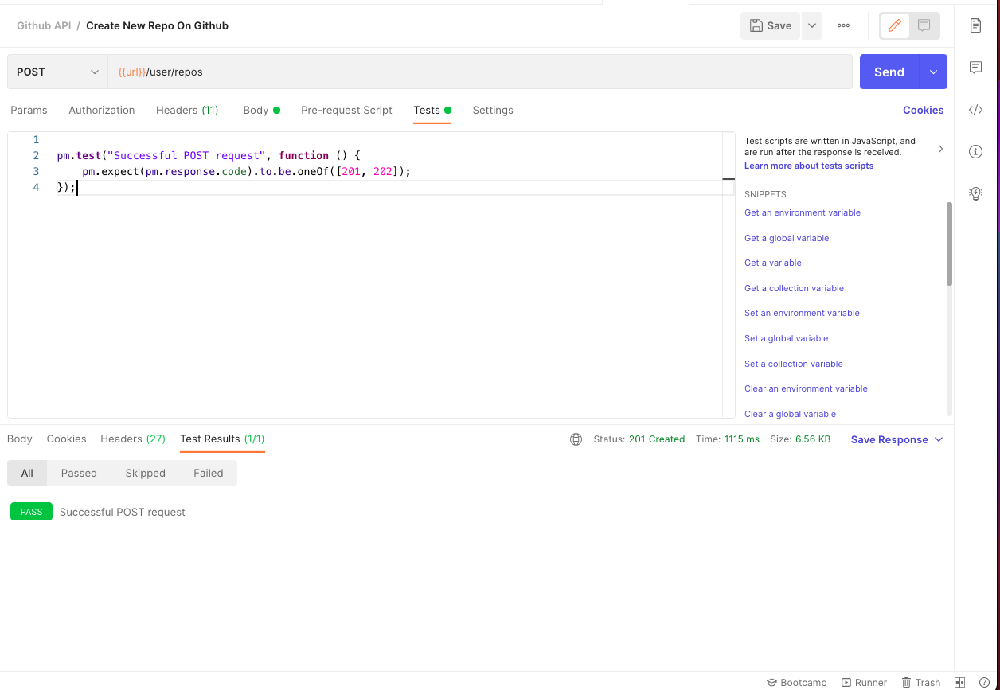 Github API / Create New Repo On Github
Save
POST
{{url}}/user/repos
Send
Params Authorization Headers (11) Body Pre-request Script Tests Settings
Cookies
1
2 pm.test("Successful POST request", function () {
3 pm.expect(pm.response.code).to.be.oneOf([201, 202]);
4 });
Test scripts are written in JavaScript, and
are run after the response is received.
Learn more about tests scripts
SNIPPETS
Get an environment variable
Get a global variable
Get a variable
Get a collection variable
Set an environment variable
Set a global variable
Set a collection variable
Clear an environment variable
Clear a global variable
Body Cookies Headers (27) Test Results (1/1)
Status: 201 Created Time: 1115 ms Size: 6.56 KB
Save Response
All Passed Skipped Failed
PASS Successful POST request
Bootcamp Runner Trash